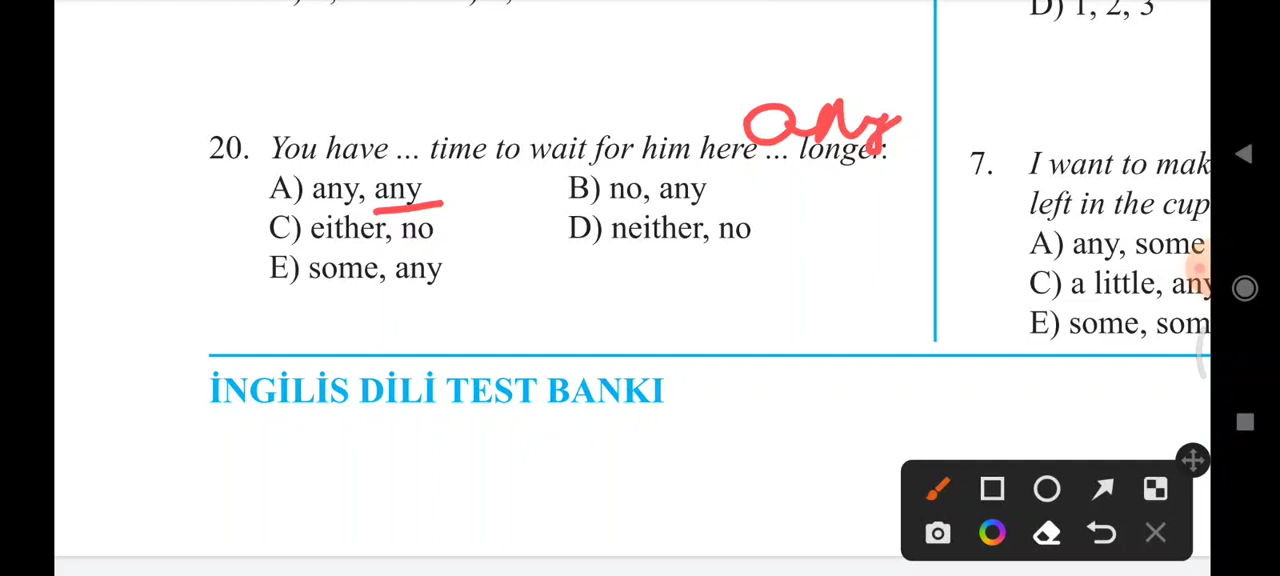 D) 1, 2, 3
any
20. You have ... time to wait for him here ... longer.
A) any, any B) no, any
C) either, no D) neither, no
E) some, any
7. I want to mak
left in the cup
A) any, some
C) a little, any
E) some, som
İNGİLİS DİLİ TEST BANKI